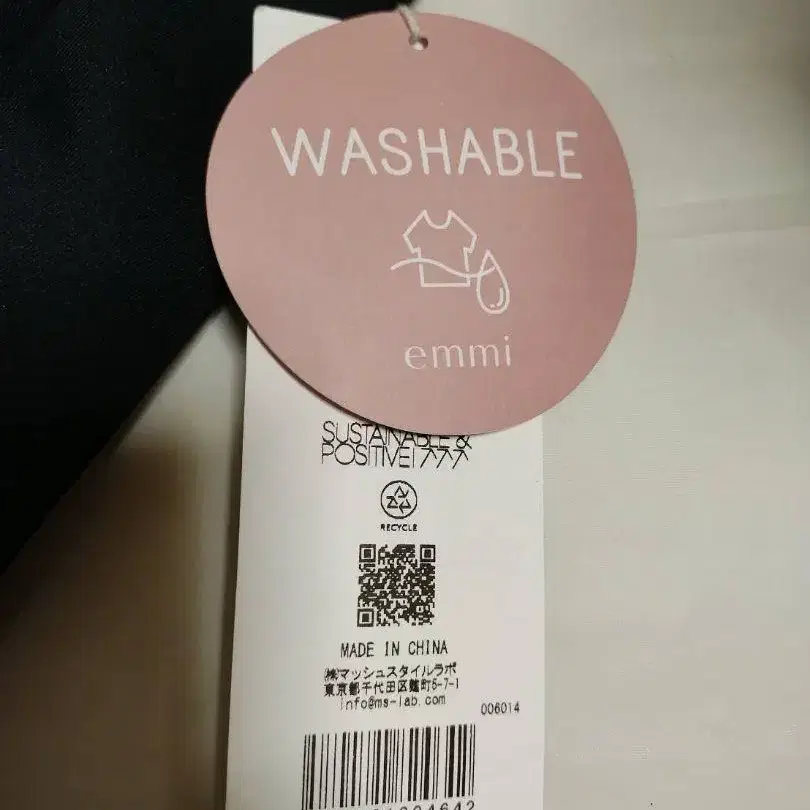 WASHABLE
emmi
SUSTAINABLE &
POSITIVE!
RECYCLE
MADE IN CHINA
㈱マッシュスタイルラボ
東京都千代田区麹町5-7-1
info@ms-lab.com
006014